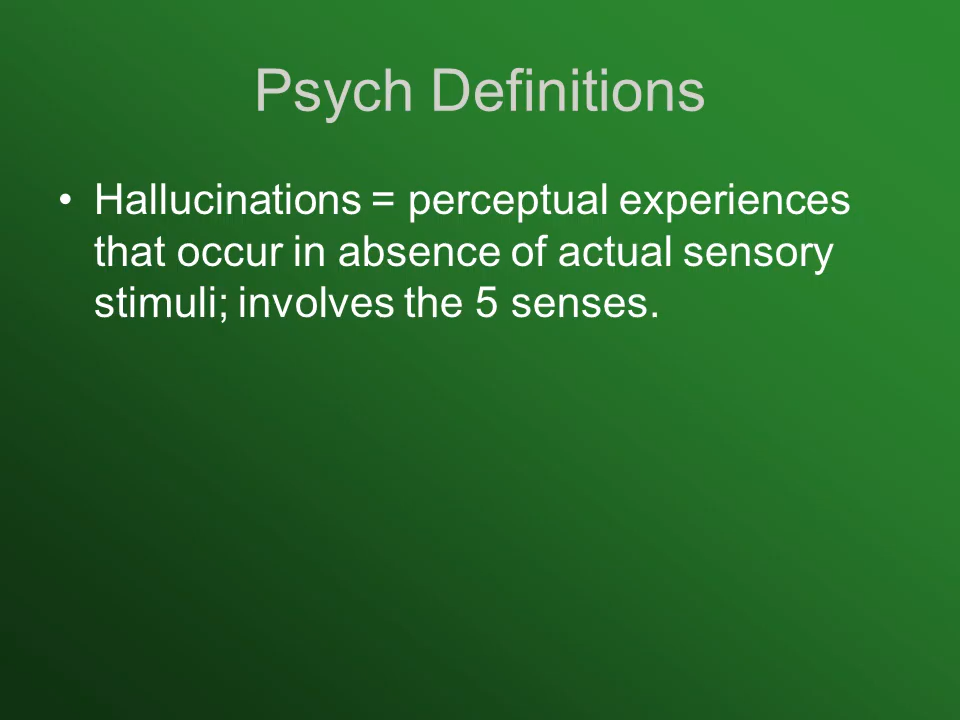 Psych Definitions
• Hallucinations = perceptual experiences
that occur in absence of actual sensory
stimuli; involves the 5 senses.